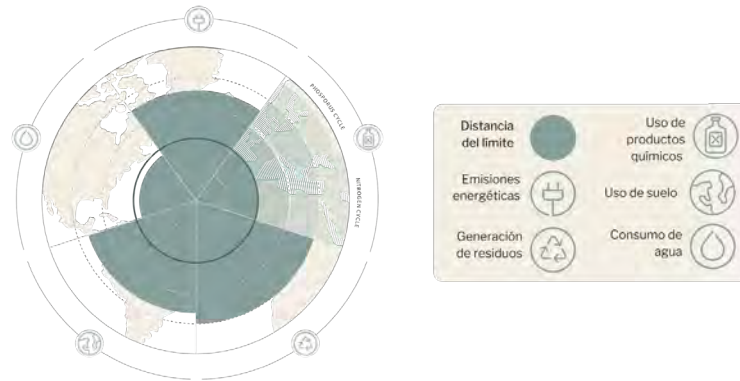 PHOSPHORUS CYCLE
NITROGEN CYCLE
Distancia
del límite
Uso de
productos
químicos
Emisiones
energéticas
Uso de suelo
Generación
de residuos
Consumo de
agua